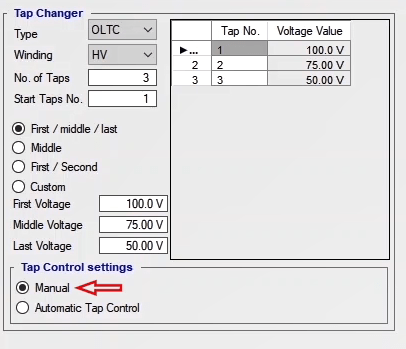 Tap Changer
Type OLTC
Winding HV
No. of Taps 3
Start Taps No. 1
First / middle / last
Middle
First / Second
Custom
First Voltage 100.0 V
Middle Voltage 75.00 V
Last Voltage 50.00 V
Tap No. Voltage Value
... 1 100.0 V
2 2 75.00 V
3 3 50.00 V
Tap Control settings
Manual
Automatic Tap Control